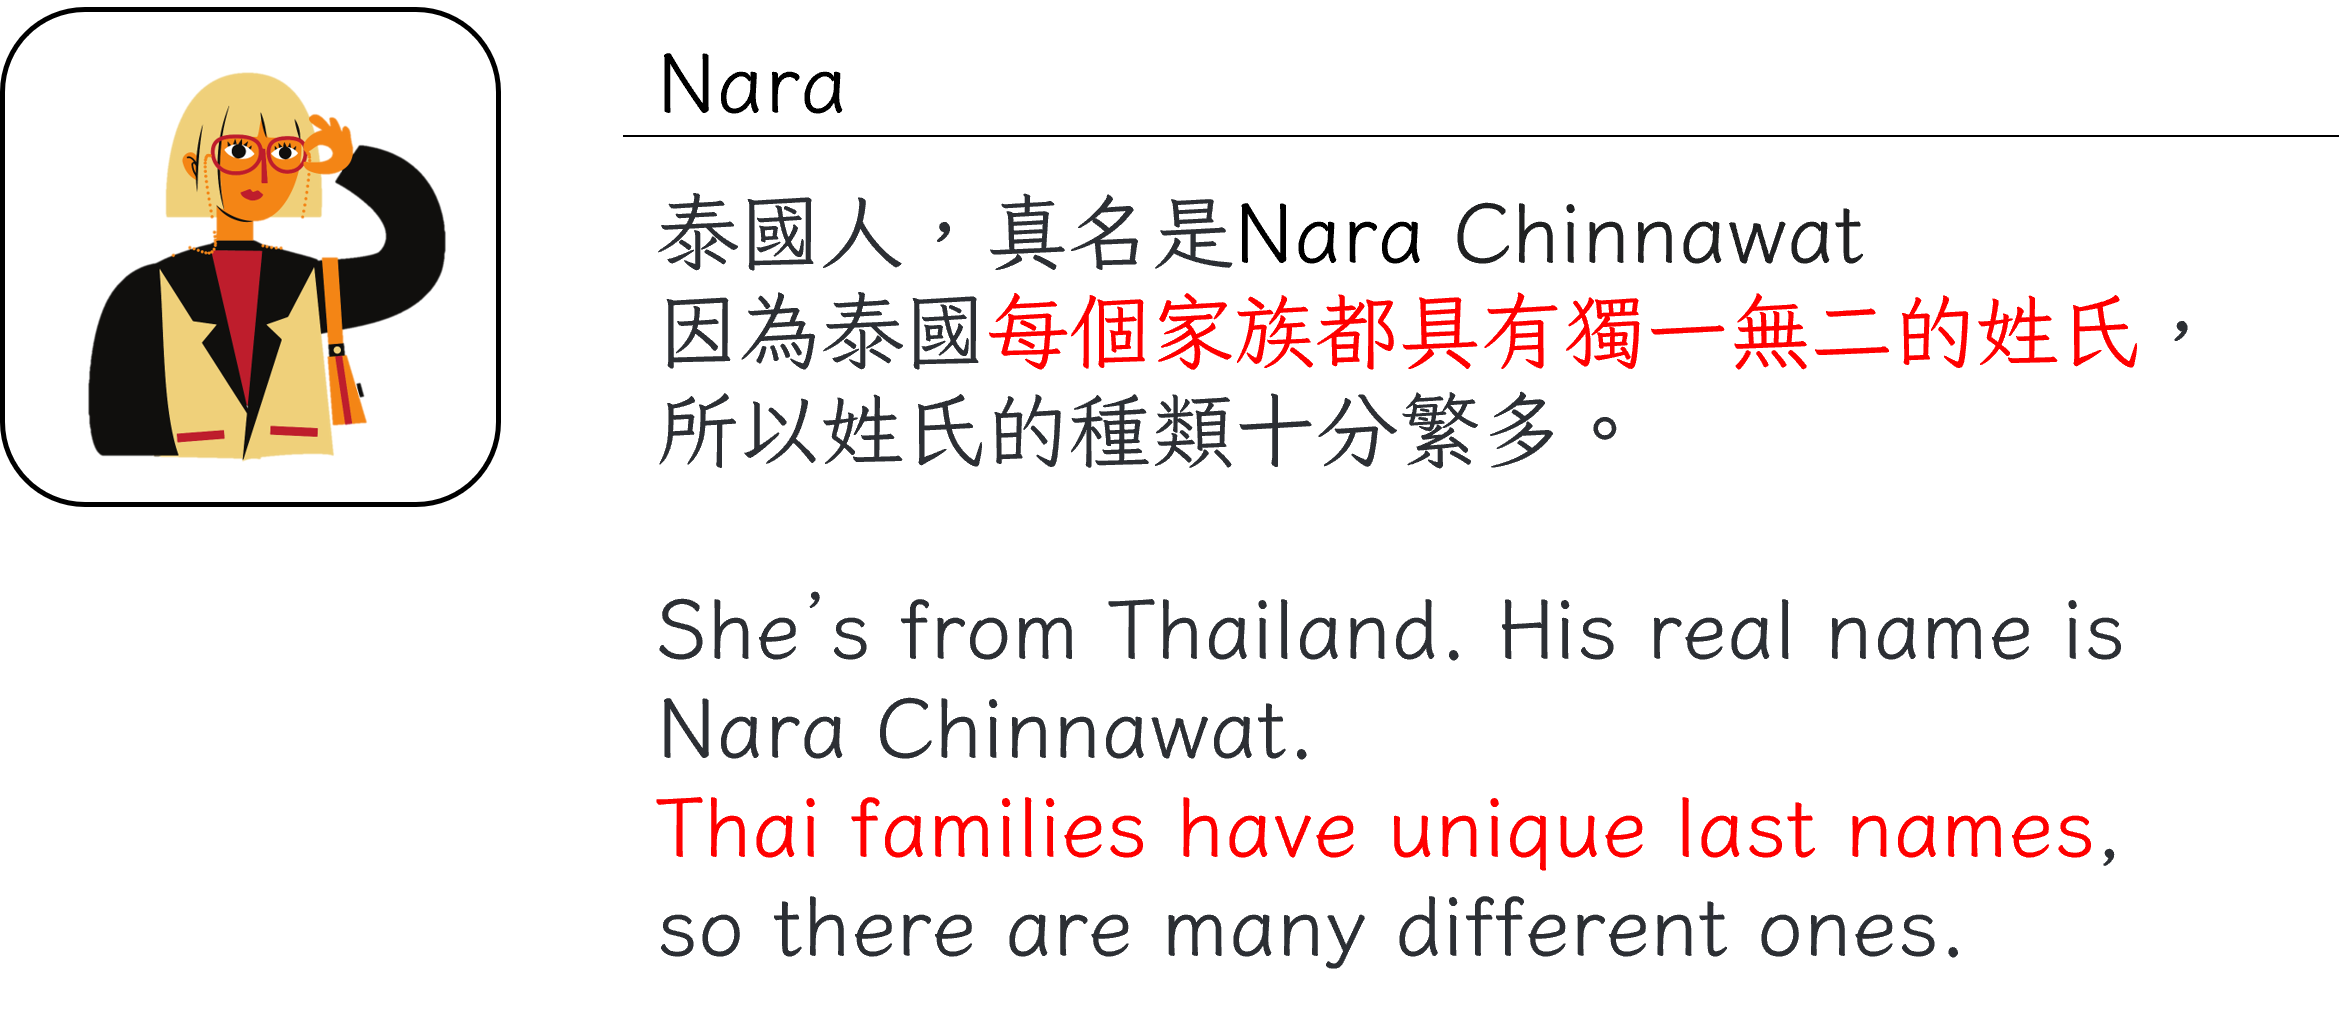 Nara
泰國人，真名是Nara Chinnawat
因為泰國每個家族都具有獨一無二的姓氏，
所以姓氏的種類十分繁多。
She’s from Thailand. His real name is
Nara Chinnawat.
Thai families have unique last names,
so there are many different ones.